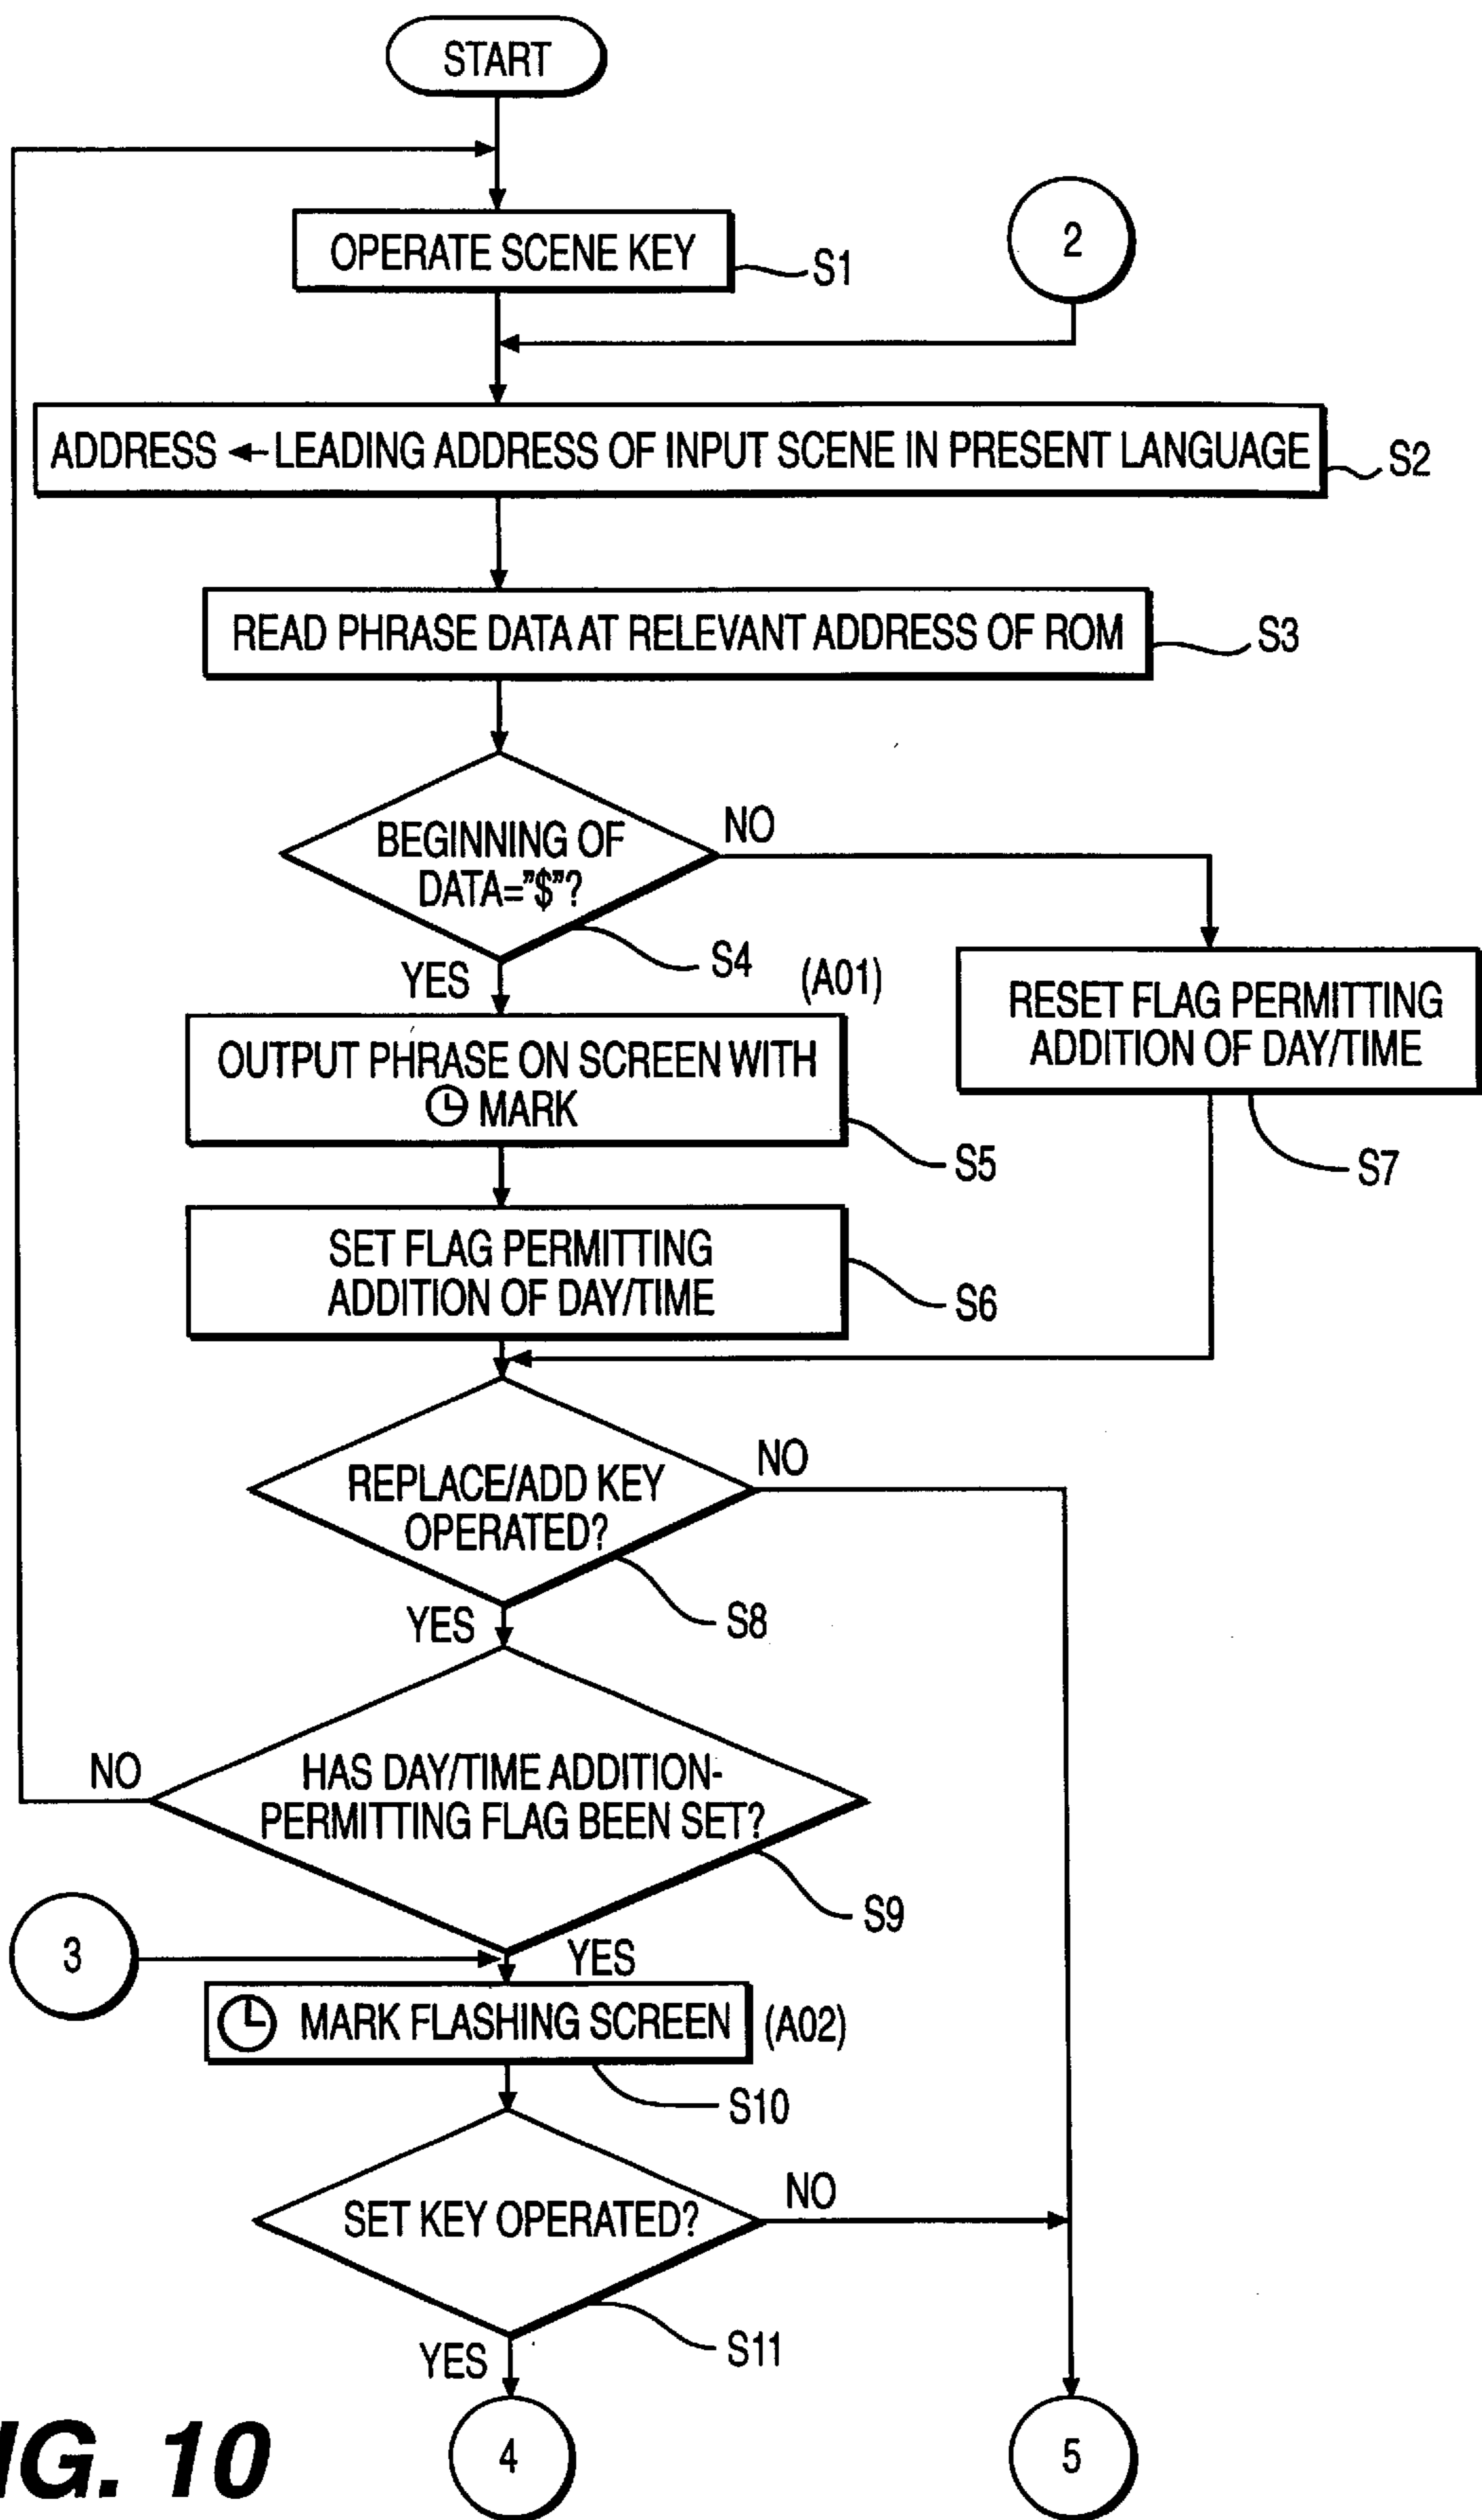 START
OPERATE SCENE KEY
S1
2
ADDRESS ← LEADING ADDRESS OF INPUT SCENE IN PRESENT LANGUAGE
S2
READ PHRASE DATA AT RELEVANT ADDRESS OF ROM
S3
BEGINNING OF
DATA="$"?
NO
S4
YES
(A01)
OUTPUT PHRASE ON SCREEN WITH
MARK
S5
RESET FLAG PERMITTING
ADDITION OF DAY/TIME
S7
SET FLAG PERMITTING
ADDITION OF DAY/TIME
S6
REPLACE/ADD KEY
OPERATED?
NO
S8
YES
HAS DAY/TIME ADDITION-
PERMITTING FLAG BEEN SET?
NO
S9
3
YES
MARK FLASHING SCREEN
(A02)
S10
SET KEY OPERATED?
NO
S11
YES
4
5
IG. 10